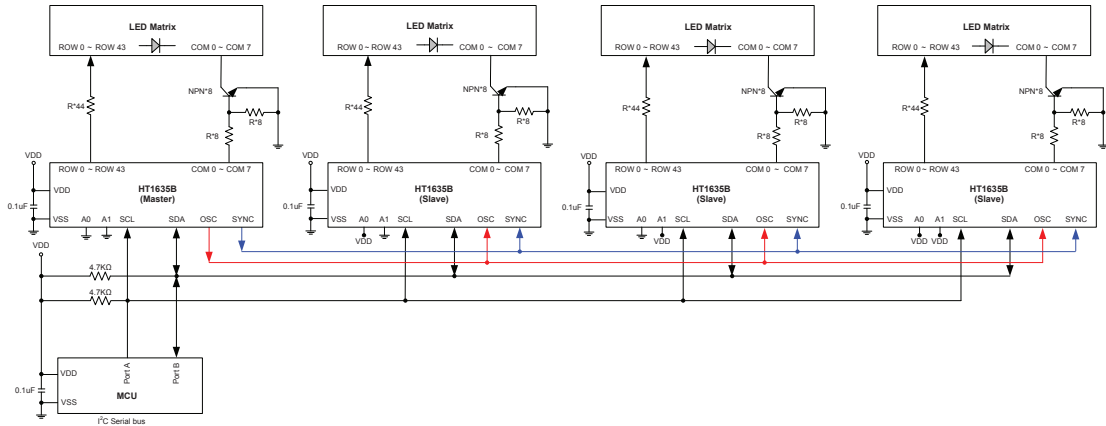 LED Matrix
ROW 0 ~ ROW 43 COM 0 ~ COM 7
LED Matrix
ROW 0 ~ ROW 43 COM 0 ~ COM 7
LED Matrix
ROW 0 ~ ROW 43 COM 0 ~ COM 7
LED Matrix
ROW 0 ~ ROW 43 COM 0 ~ COM 7
R*44
NPN*8
R*8
R*8
R*44
NPN*8
R*8
R*8
R*44
NPN*8
R*8
R*8
R*44
NPN*8
R*8
R*8
VDD
0.1uF
ROW 0 ~ ROW 43 COM 0 ~ COM 7
VDD
HT1635B
(Master)
VSS A0 A1 SCL SDA OSC SYNC
VDD
0.1uF
ROW 0 ~ ROW 43 COM 0 ~ COM 7
VDD
HT1635B
(Slave)
VSS A0 A1 SCL SDA OSC SYNC
VDD
VDD
0.1uF
ROW 0 ~ ROW 43 COM 0 ~ COM 7
VDD
HT1635B
(Slave)
VSS A0 A1 SCL SDA OSC SYNC
VDD
VDD
0.1uF
ROW 0 ~ ROW 43 COM 0 ~ COM 7
VDD
HT1635B
(Slave)
VSS A0 A1 SCL SDA OSC SYNC
VDD VDD
VDD
4.7KΩ
4.7KΩ
0.1uF
VDD
VSS
Port A
Port B
MCU
I²C Serial bus